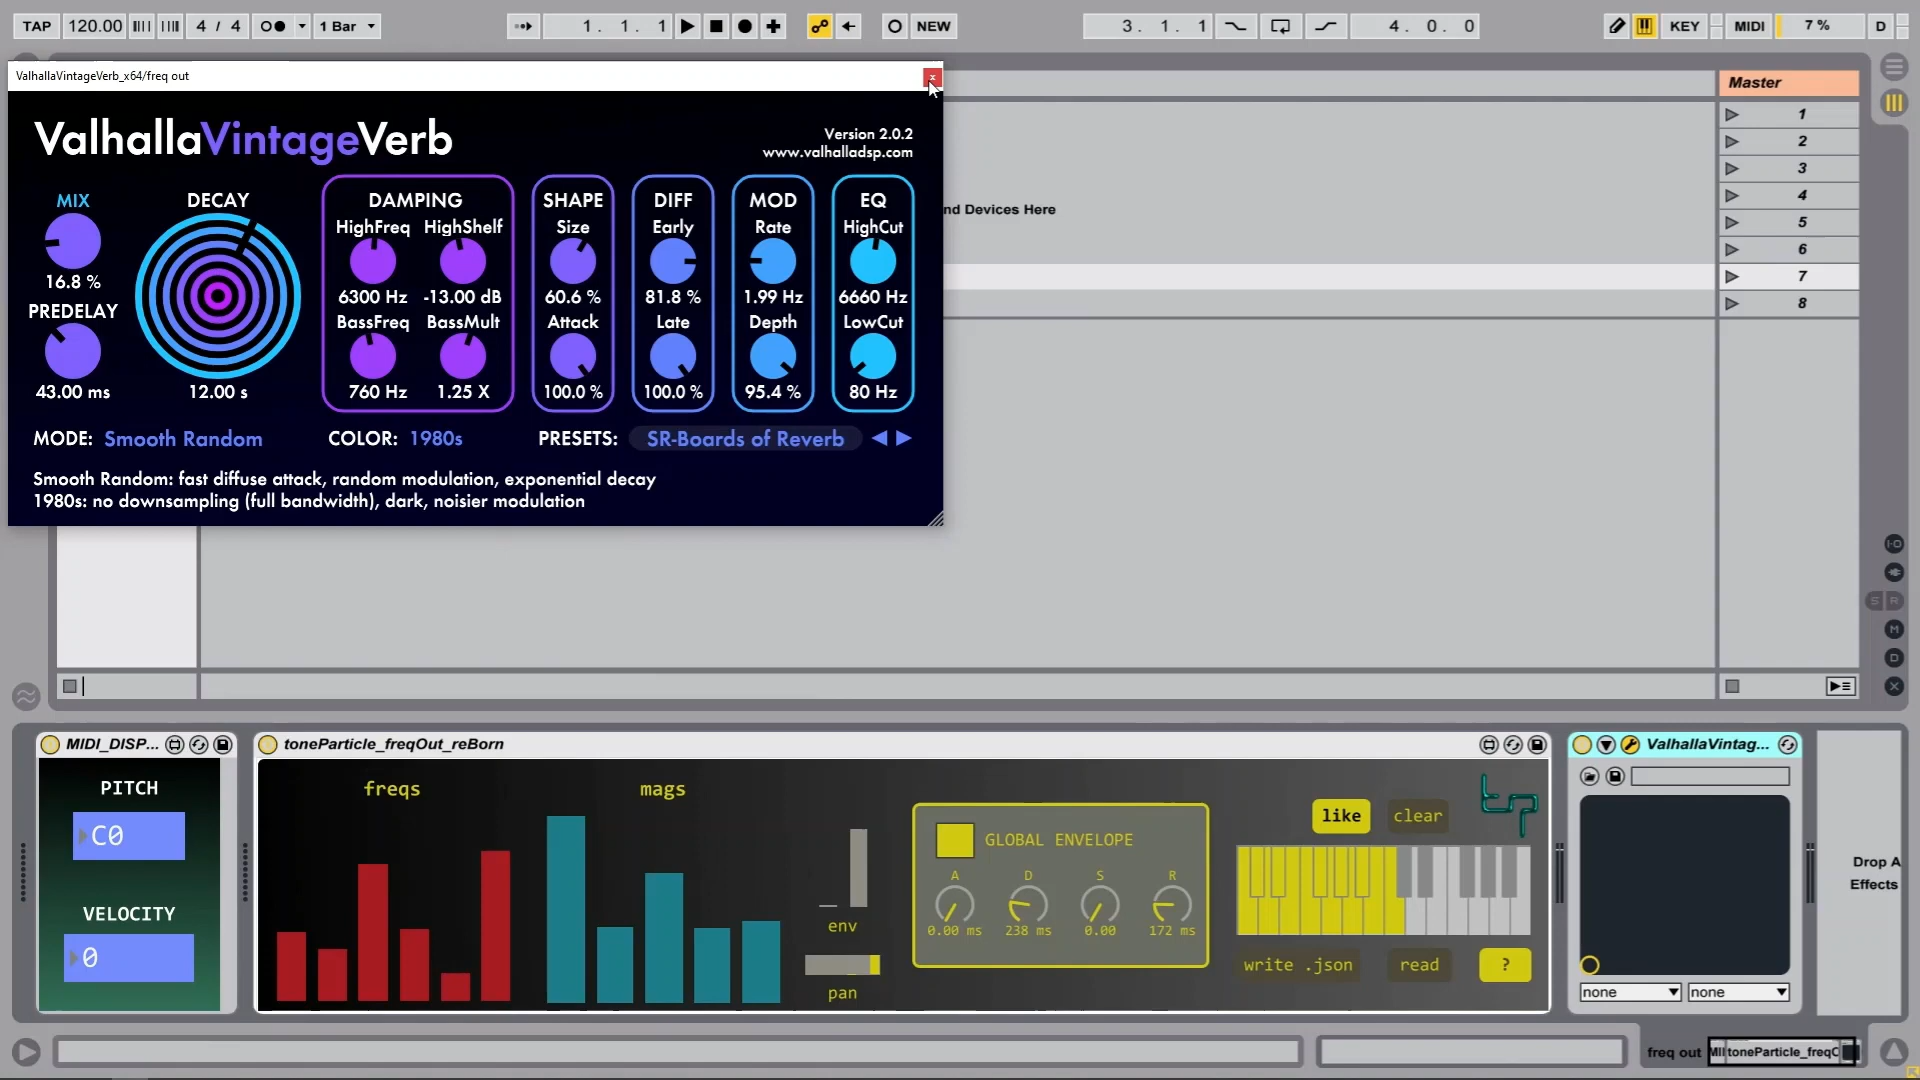 TAP 120.00 4 / 4 1 Bar 1. 1. 1 NEW 3. 1. 1 4. 0. 0 KEY MIDI 7 % D
ValhallaVintageVerb_x64/freq out x
ValhallaVintageVerb
Version 2.0.2
www.valhalladsp.com
MIX DECAY DAMPING SHAPE DIFF MOD EQ
HighFreq HighShelf Size Early Rate HighCut
16.8 % 6300 Hz -13.00 dB 60.6 % 81.8 % 1.99 Hz 6660 Hz
PREDELAY BassFreq BassMult Attack Late Depth LowCut
43.00 ms 12.00 s 760 Hz 1.25 X 100.0 % 100.0 % 95.4 % 80 Hz
MODE: Smooth Random COLOR: 1980s PRESETS: SR-Boards of Reverb
Smooth Random: fast diffuse attack, random modulation, exponential decay
1980s: no downsampling (full bandwidth), dark, noisier modulation
nd Devices Here
Master
1
2
3
4
5
6
7
8
I-O
S R
M
D
X
MIDI_DISP...
PITCH
C0
VELOCITY
0
toneParticle_freqOut_reBorn
freqs mags
env
pan
GLOBAL ENVELOPE
A D S R
0.00 ms 238 ms 0.00 172 ms
like clear
tp
write .json read ?
ValhallaVintag...
none none
Drop A
Effects
freq out toneParticle_freqO